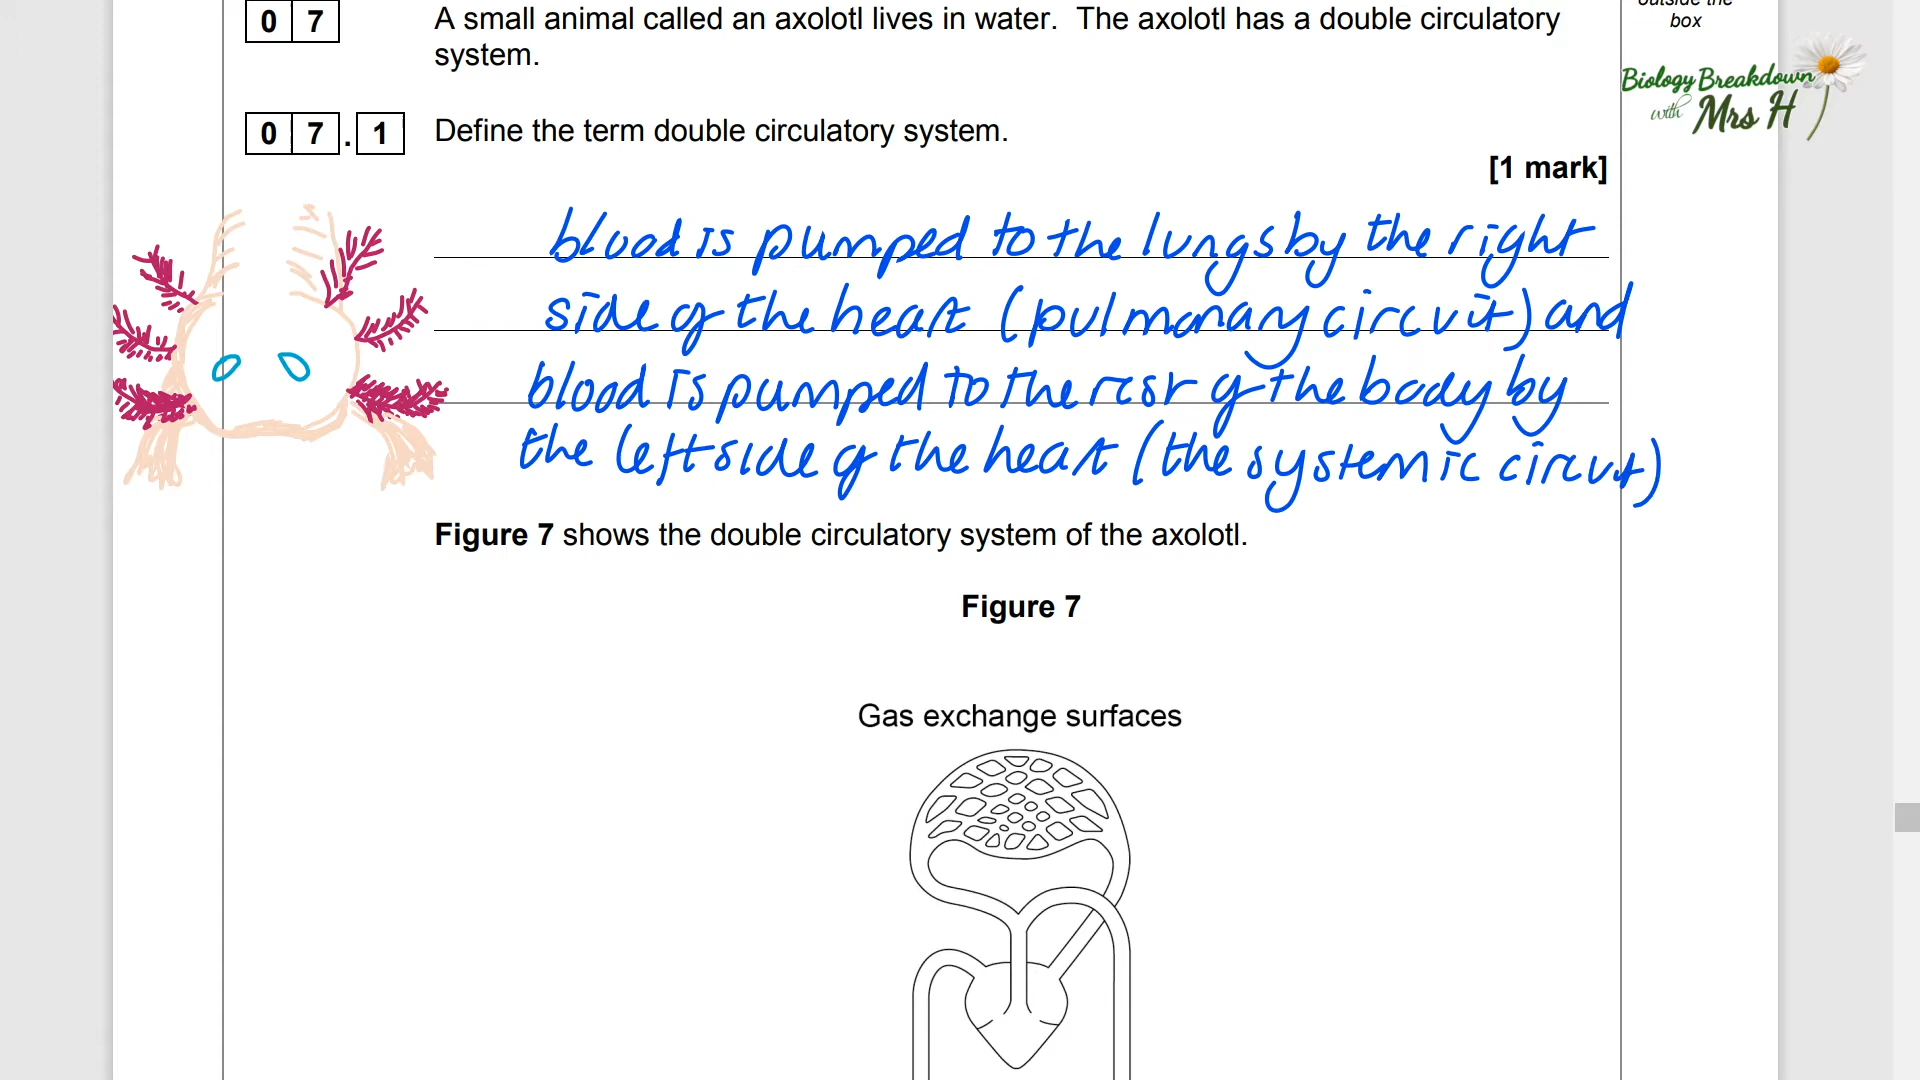 outside the
box
0 7 A small animal called an axolotl lives in water. The axolotl has a double circulatory
system.
Biology Breakdown
with Mrs H
0 7 . 1 Define the term double circulatory system.
[1 mark]
blood is pumped to the lungs by the right
side of the heart (pulmonary circuit) and
blood is pumped to the rest of the body by
the left side of the heart (the systemic circuit)
Figure 7 shows the double circulatory system of the axolotl.
Figure 7
Gas exchange surfaces